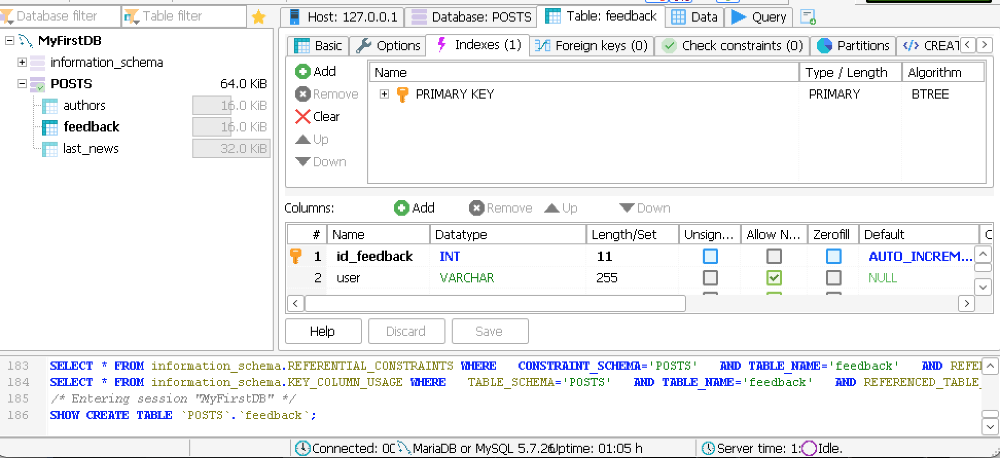 Database filter Table filter Host: 127.0.0.1 Database: POSTS Table: feedback Data Query
MyFirstDB
information_schema
POSTS 64.0 KiB
authors 16.0 KiB
feedback 16.0 KiB
last_news 32.0 KiB
Basic Options Indexes (1) Foreign keys (0) Check constraints (0) Partitions </> CREAT
Add
Remove
Clear
Up
Down
Name Type / Length Algorithm
PRIMARY KEY PRIMARY BTREE
Columns: Add Remove Up Down
# Name Datatype Length/Set Unsign... Allow N... Zerofill Default C
1 id_feedback INT 11 AUTO_INCREM...
2 user VARCHAR 255 NULL
Help Discard Save
183 SELECT * FROM information_schema.REFERENTIAL_CONSTRAINTS WHERE CONSTRAINT_SCHEMA='POSTS' AND TABLE_NAME='feedback' AND REFE
184 SELECT * FROM information_schema.KEY_COLUMN_USAGE WHERE TABLE_SCHEMA='POSTS' AND TABLE_NAME='feedback' AND REFERENCED_TABLE_
185 /* Entering session "MyFirstDB" */
186 SHOW CREATE TABLE `POSTS`.`feedback`;
Connected: 00 MariaDB or MySQL 5.7.26 Uptime: 01:05 h Server time: 1: Idle.